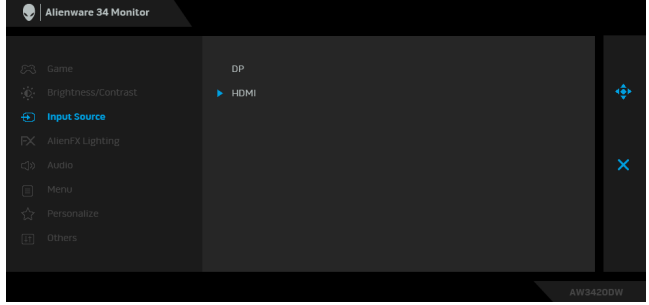 Alienware 34 Monitor
Game
Brightness/Contrast
Input Source
AlienFX Lighting
Audio
Menu
Personalize
Others
DP
HDMI
AW3420DW